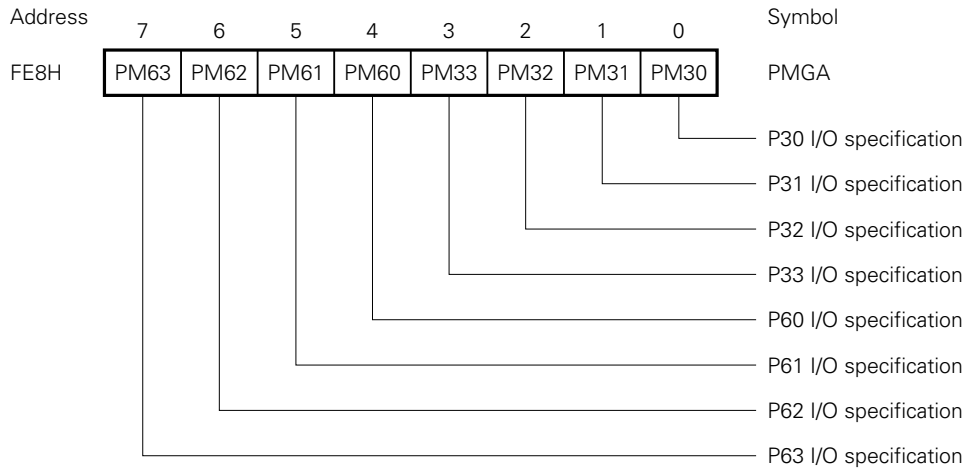 Address Symbol
7 6 5 4 3 2 1 0
FE8H PM63 PM62 PM61 PM60 PM33 PM32 PM31 PM30 PMGA
P30 I/O specification
P31 I/O specification
P32 I/O specification
P33 I/O specification
P60 I/O specification
P61 I/O specification
P62 I/O specification
P63 I/O specification